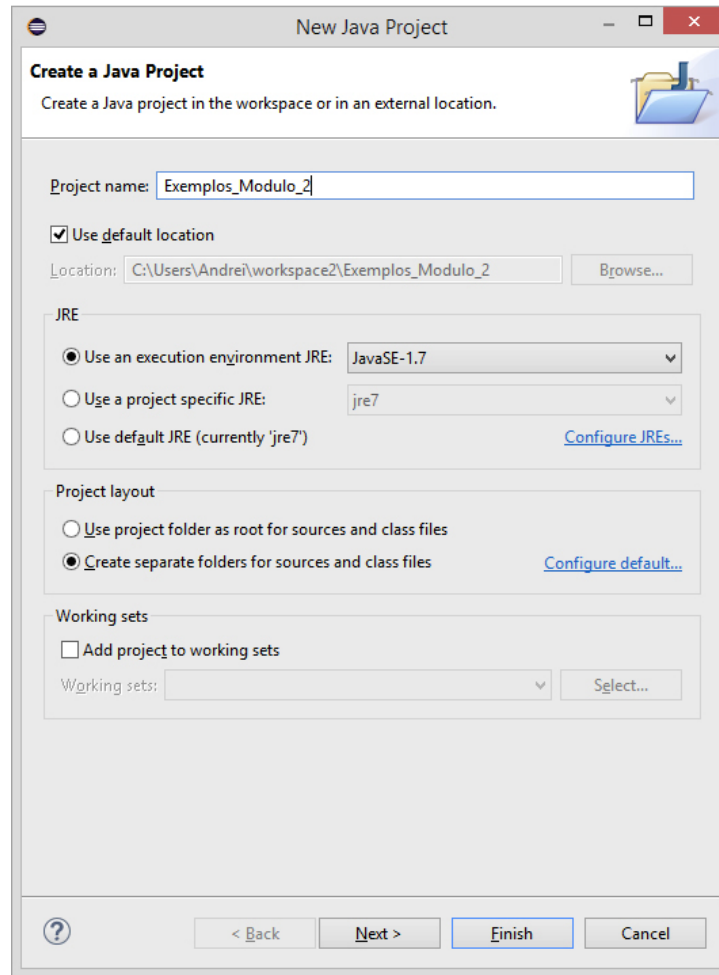 New Java Project
Create a Java Project
Create a Java project in the workspace or in an external location.
Project name: Exemplos_Modulo_2
Use default location
Location: C:\Users\Andrei\workspace2\Exemplos_Modulo_2 Browse...
JRE
Use an execution environment JRE: JavaSE-1.7
Use a project specific JRE: jre7
Use default JRE (currently 'jre7') Configure JREs...
Project layout
Use project folder as root for sources and class files
Create separate folders for sources and class files Configure default...
Working sets
Add project to working sets
Working sets: Select...
? < Back Next > Finish Cancel